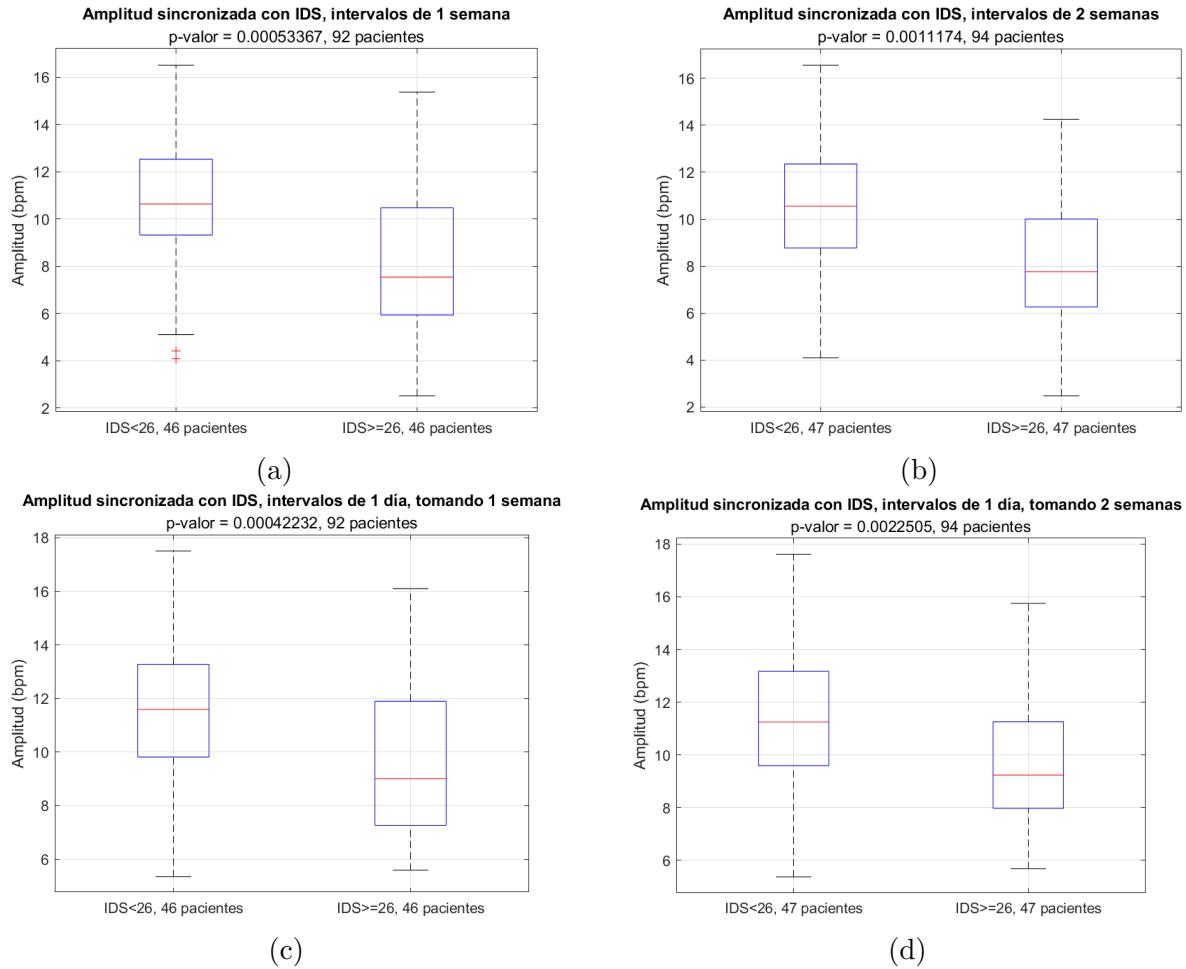 Amplitud sincronizada con IDS, intervalos de 1 semana
p-valor = 0.00053367, 92 pacientes
16
14
12
10
8
6
4
2
Amplitud (bpm)
IDS<26, 46 pacientes
IDS>=26, 46 pacientes
(a)
Amplitud sincronizada con IDS, intervalos de 2 semanas
p-valor = 0.0011174, 94 pacientes
16
14
12
10
8
6
4
2
Amplitud (bpm)
IDS<26, 47 pacientes
IDS>=26, 47 pacientes
(b)
Amplitud sincronizada con IDS, intervalos de 1 día, tomando 1 semana
p-valor = 0.00042232, 92 pacientes
18
16
14
12
10
8
6
Amplitud (bpm)
IDS<26, 46 pacientes
IDS>=26, 46 pacientes
(c)
Amplitud sincronizada con IDS, intervalos de 1 día, tomando 2 semanas
p-valor = 0.0022505, 94 pacientes
18
16
14
12
10
8
6
Amplitud (bpm)
IDS<26, 47 pacientes
IDS>=26, 47 pacientes
(d)